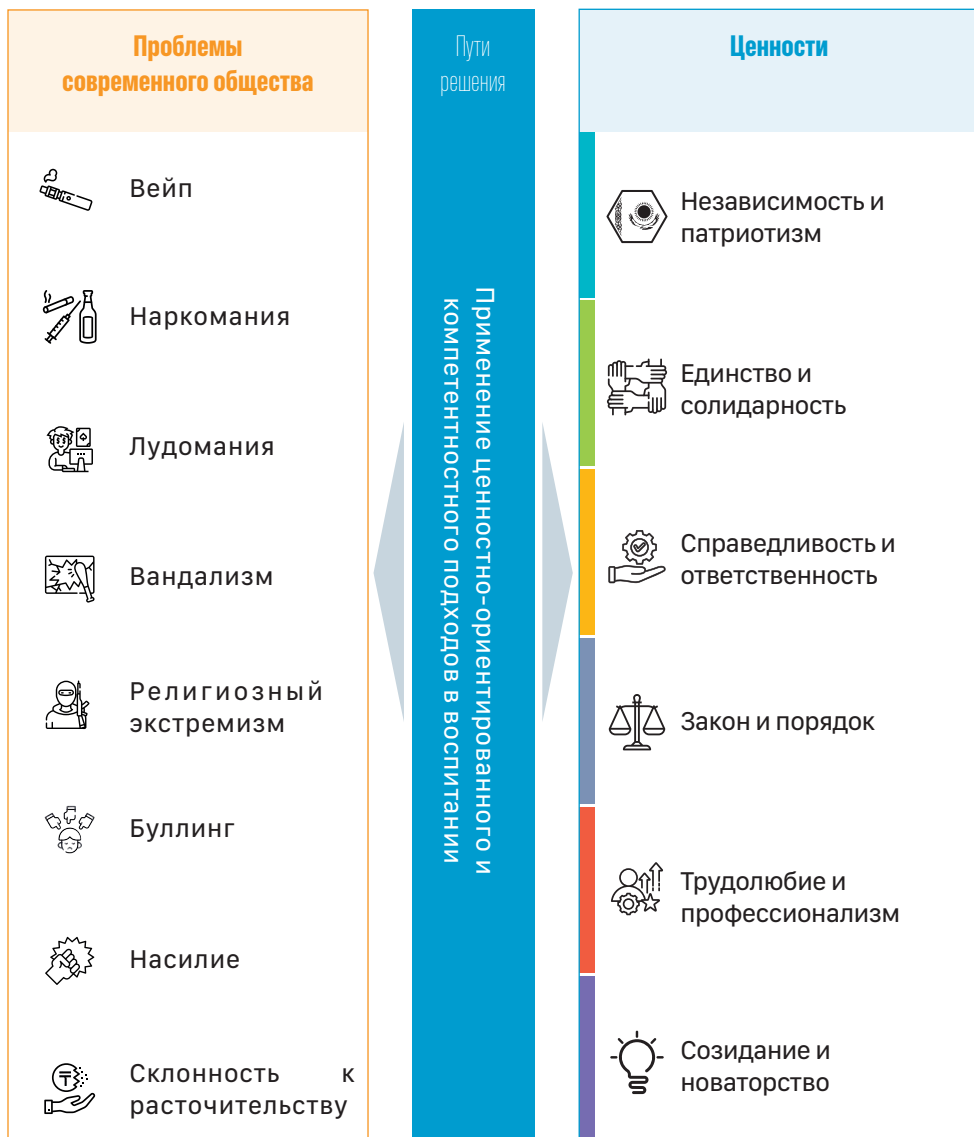 Проблемы
современного общества
Вейп
Наркомания
Лудомания
Вандализм
Религиозный
экстремизм
Буллинг
Насилие
Склонность к
расточительству
Пути
решения
Применение ценностно-ориентированного и
компетентностного подходов в воспитании
Ценности
Независимость и
патриотизм
Единство и
солидарность
Справедливость и
ответственность
Закон и порядок
Трудолюбие и
профессионализм
Созидание и
новаторство